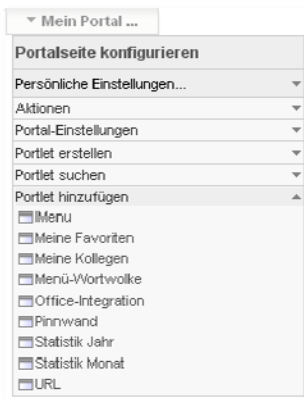 Mein Portal ...
Portalseite konfigurieren
Persönliche Einstellungen...
Aktionen
Portal-Einstellungen
Portlet erstellen
Portlet suchen
Portlet hinzufügen
IMenu
Meine Favoriten
Meine Kollegen
Menü-Wortwolke
Office-Integration
Pinnwand
Statistik Jahr
Statistik Monat
URL